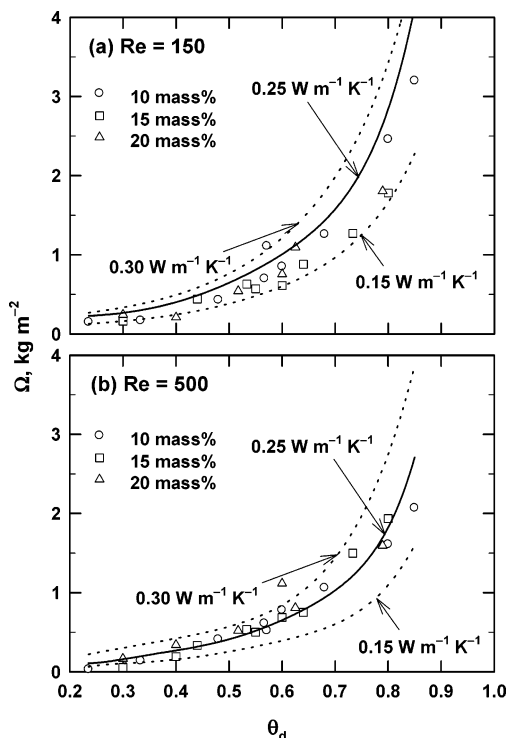 4
(a) Re = 150
0.25 W m⁻¹ K⁻¹
10 mass%
15 mass%
20 mass%
3
2
1
0.30 W m⁻¹ K⁻¹
0.15 W m⁻¹ K⁻¹
0
Ω, kg m⁻²
4
(b) Re = 500
0.25 W m⁻¹ K⁻¹
10 mass%
15 mass%
20 mass%
3
2
0.30 W m⁻¹ K⁻¹
1
0.15 W m⁻¹ K⁻¹
0
0.2 0.3 0.4 0.5 0.6 0.7 0.8 0.9 1.0
θd